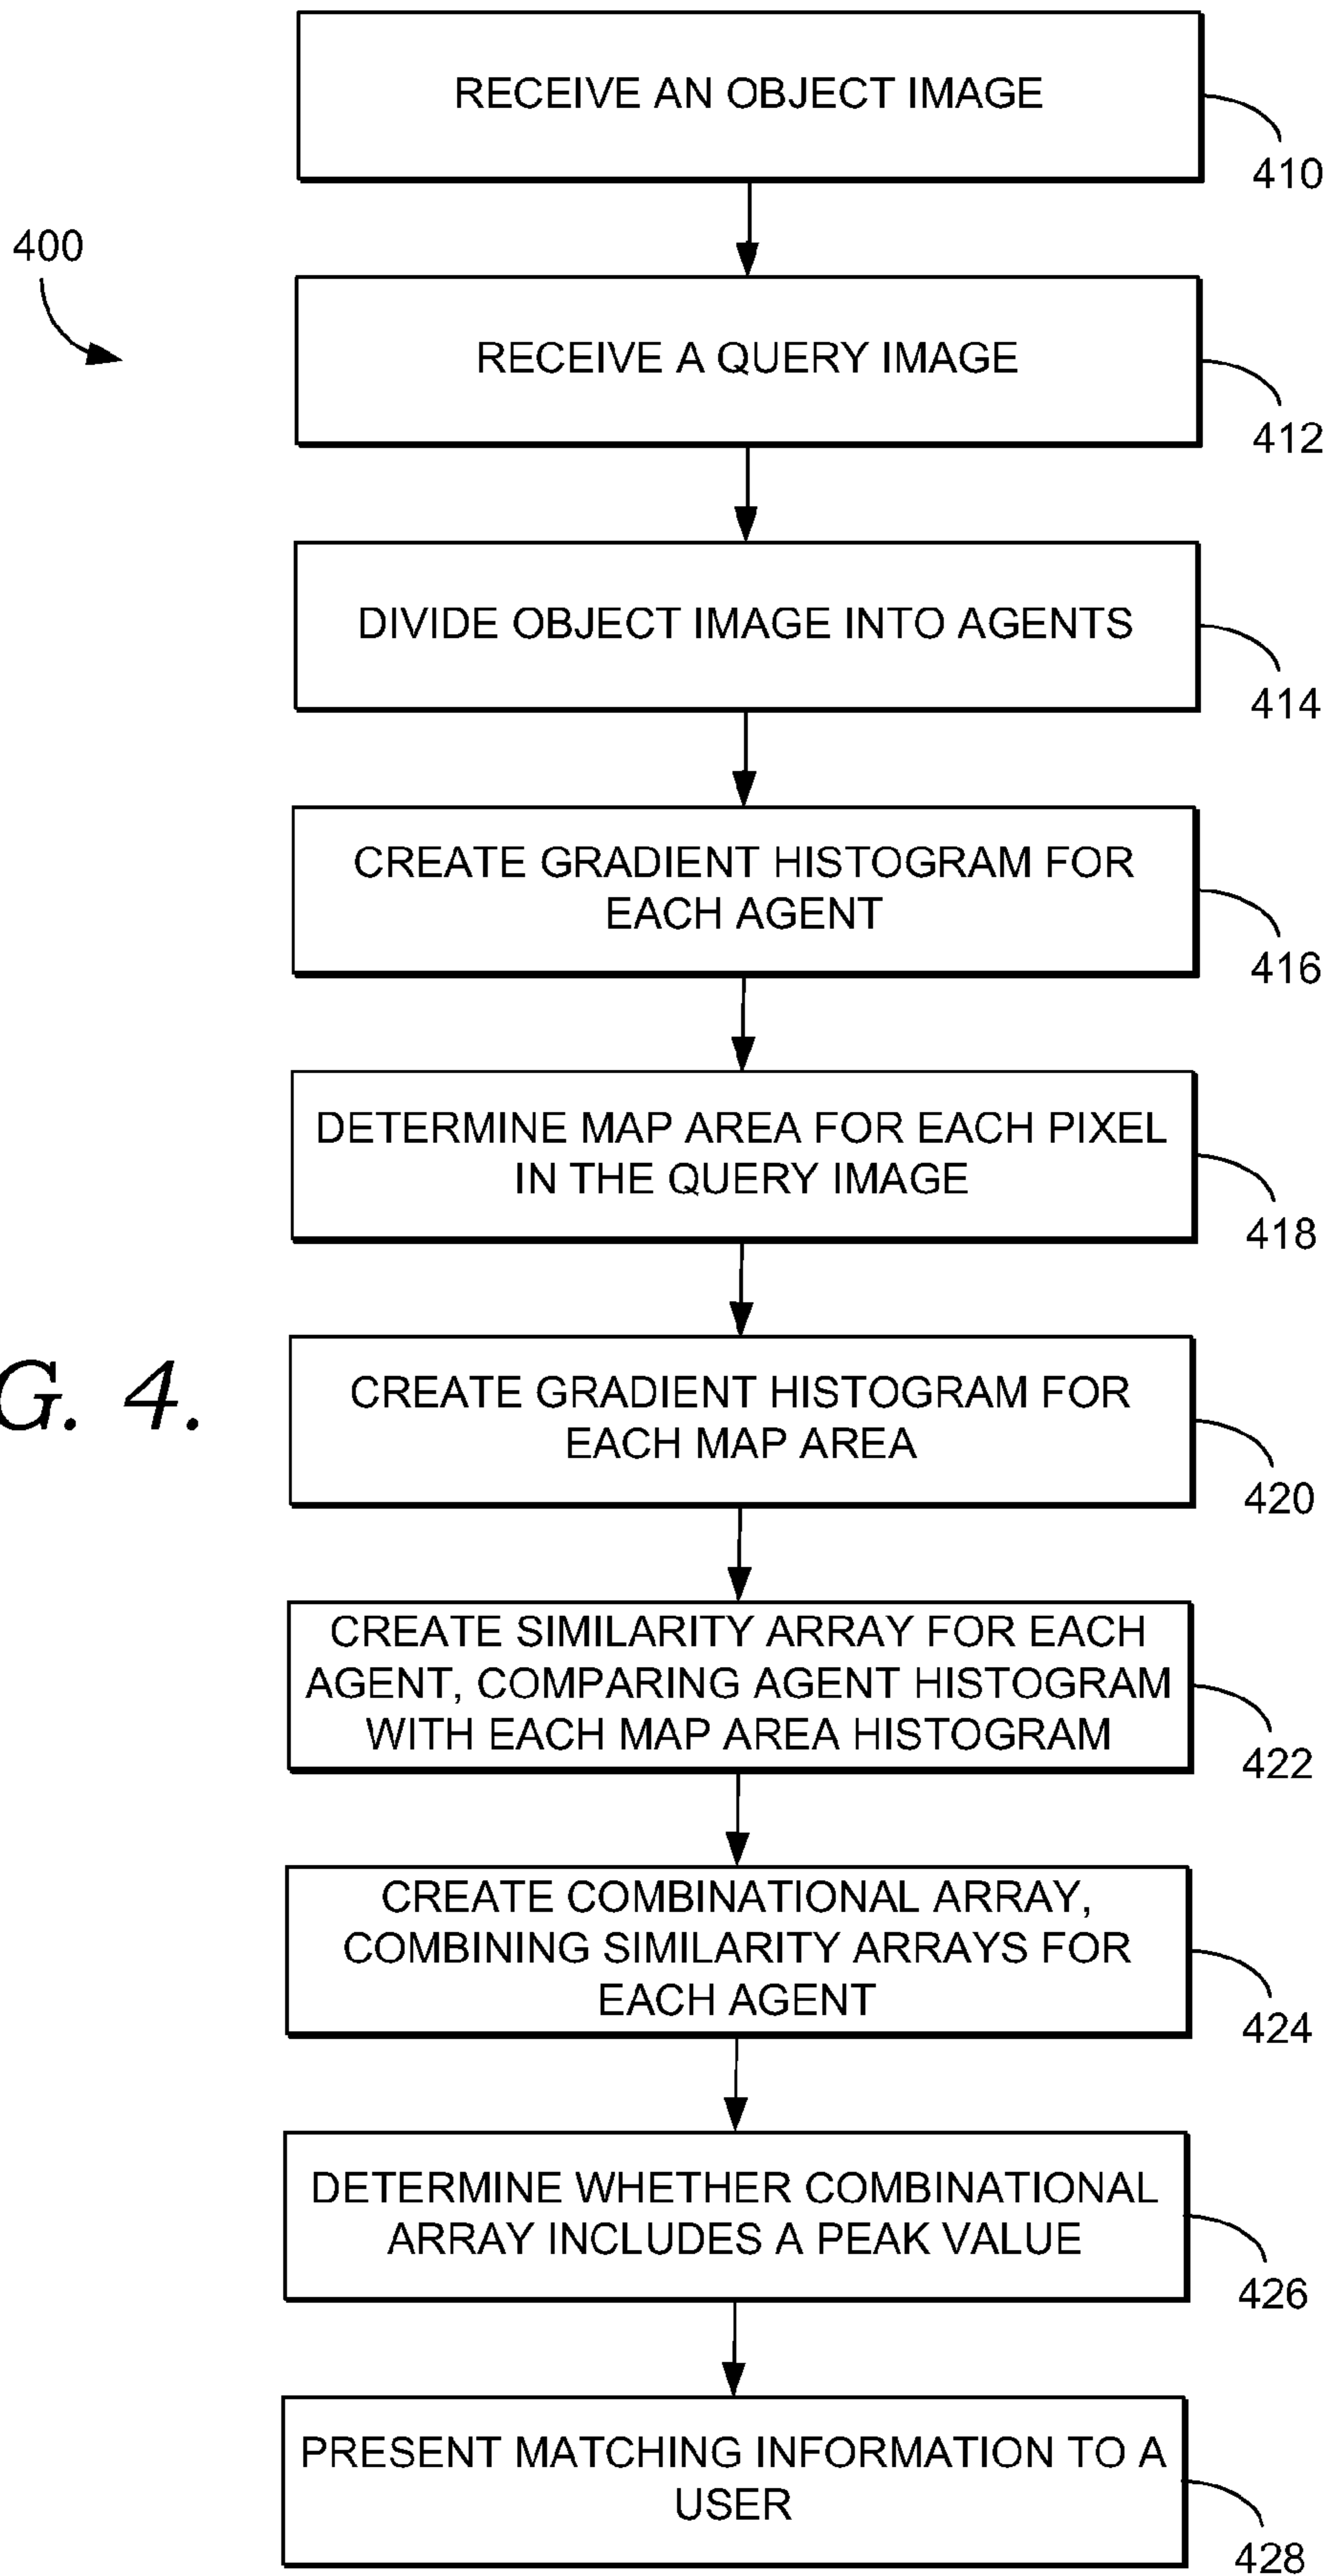 RECEIVE AN OBJECT IMAGE
410
400
RECEIVE A QUERY IMAGE
412
DIVIDE OBJECT IMAGE INTO AGENTS
414
CREATE GRADIENT HISTOGRAM FOR
EACH AGENT
416
DETERMINE MAP AREA FOR EACH PIXEL
IN THE QUERY IMAGE
418
G. 4.
CREATE GRADIENT HISTOGRAM FOR
EACH MAP AREA
420
CREATE SIMILARITY ARRAY FOR EACH
AGENT, COMPARING AGENT HISTOGRAM
WITH EACH MAP AREA HISTOGRAM
422
CREATE COMBINATIONAL ARRAY,
COMBINING SIMILARITY ARRAYS FOR
EACH AGENT
424
DETERMINE WHETHER COMBINATIONAL
ARRAY INCLUDES A PEAK VALUE
426
PRESENT MATCHING INFORMATION TO A
USER
428